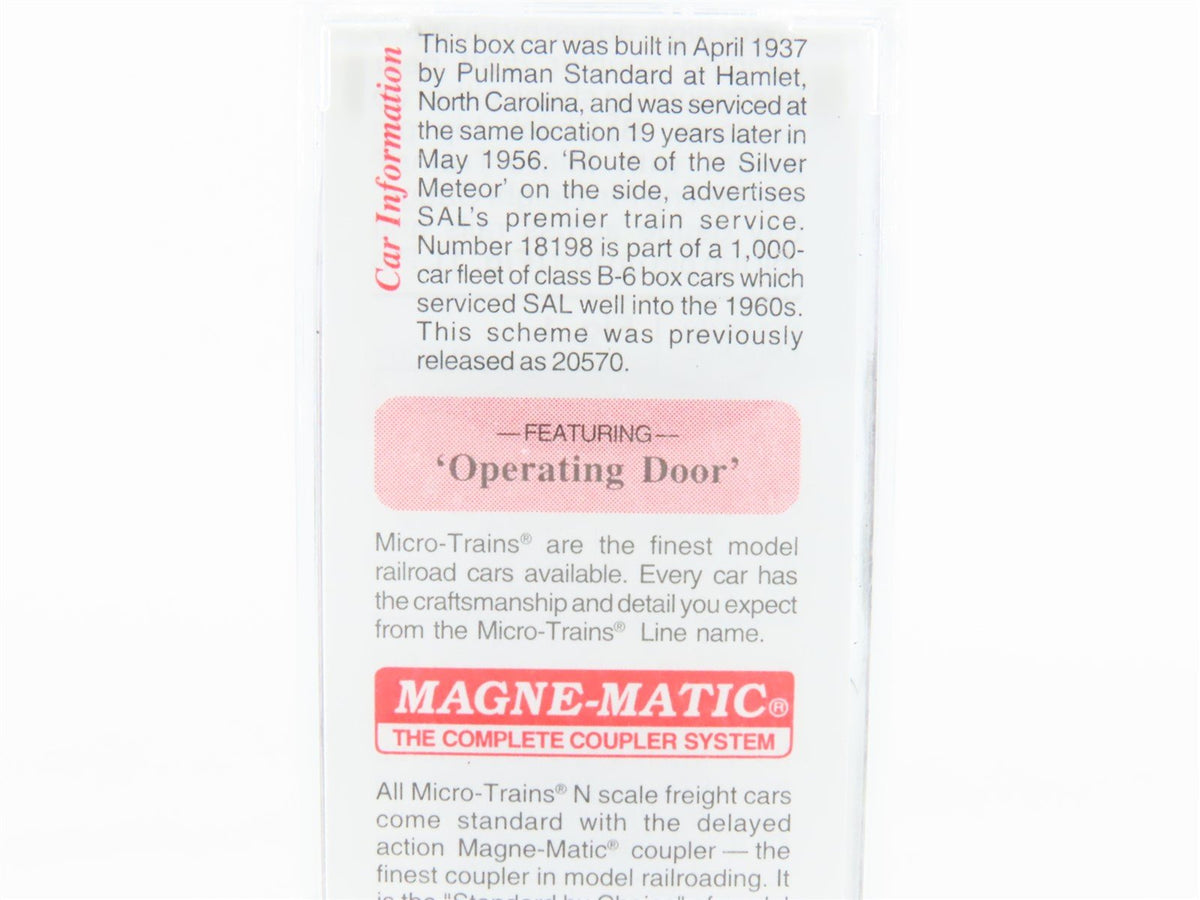 Car Information
This box car was built in April 1937
by Pullman Standard at Hamlet,
North Carolina, and was serviced at
the same location 19 years later in
May 1956. ‘Route of the Silver
Meteor’ on the side, advertises
SAL’s premier train service.
Number 18198 is part of a 1,000-
car fleet of class B-6 box cars which
serviced SAL well into the 1960s.
This scheme was previously
released as 20570.
—FEATURING—
‘Operating Door’
Micro-Trains® are the finest model
railroad cars available. Every car has
the craftsmanship and detail you expect
from the Micro-Trains® Line name.
MAGNE-MATIC®
THE COMPLETE COUPLER SYSTEM
All Micro-Trains® N scale freight cars
come standard with the delayed
action Magne-Matic® coupler — the
finest coupler in model railroading. It
is the "Standard by Choice"